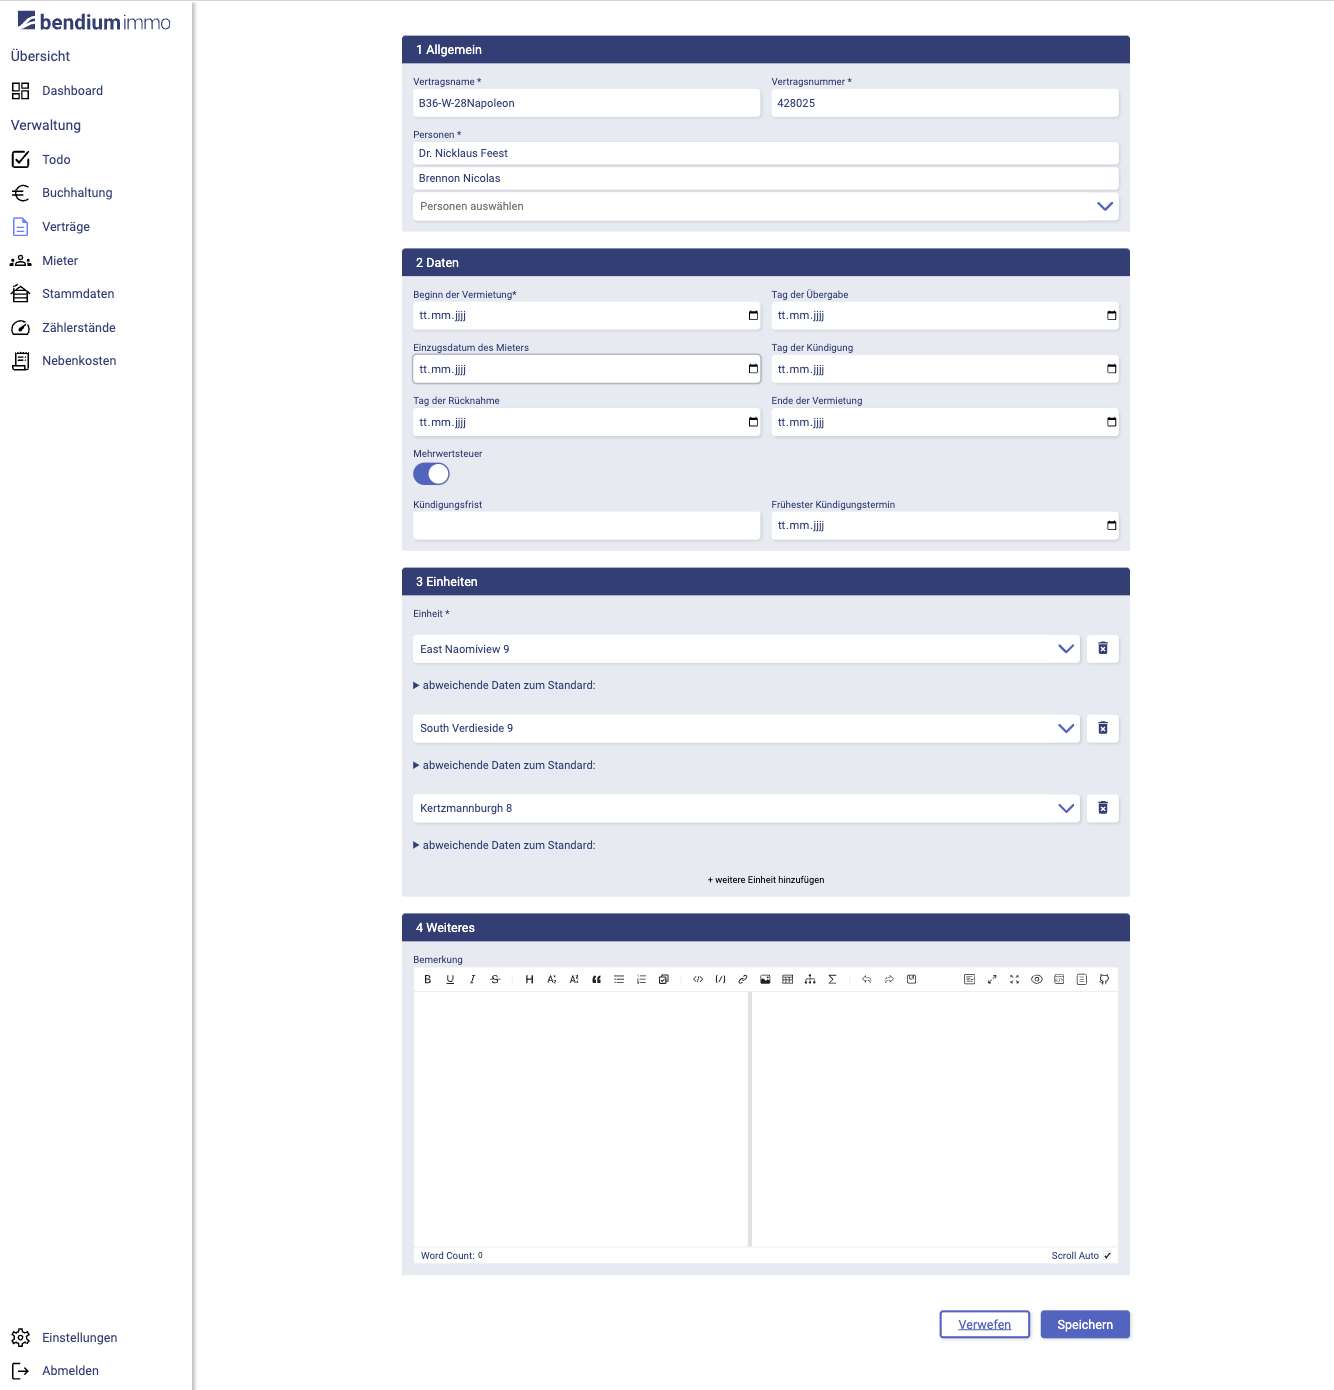 bendiumimmo
Übersicht
Dashboard
Verwaltung
Todo
Buchhaltung
Verträge
Mieter
Stammdaten
Zählerstände
Nebenkosten
Einstellungen
Abmelden
1 Allgemein
Vertragsname * Vertragsnummer *
B36-W-28Napoleon 428025
Personen *
Dr. Nicklaus Feest
Brennon Nicolas
Personen auswählen
2 Daten
Beginn der Vermietung* Tag der Übergabe
tt.mm.jjjj tt.mm.jjjj
Einzugsdatum des Mieters Tag der Kündigung
tt.mm.jjjj tt.mm.jjjj
Tag der Rücknahme Ende der Vermietung
tt.mm.jjjj tt.mm.jjjj
Mehrwertsteuer
Kündigungsfrist Frühester Kündigungstermin
tt.mm.jjjj
3 Einheiten
Einheit *
East Naomiview 9
abweichende Daten zum Standard:
South Verdieside 9
abweichende Daten zum Standard:
Kertzmannburgh 8
abweichende Daten zum Standard:
+ weitere Einheit hinzufügen
4 Weiteres
Bemerkung
Word Count: 0 Scroll Auto
Verwefen Speichern